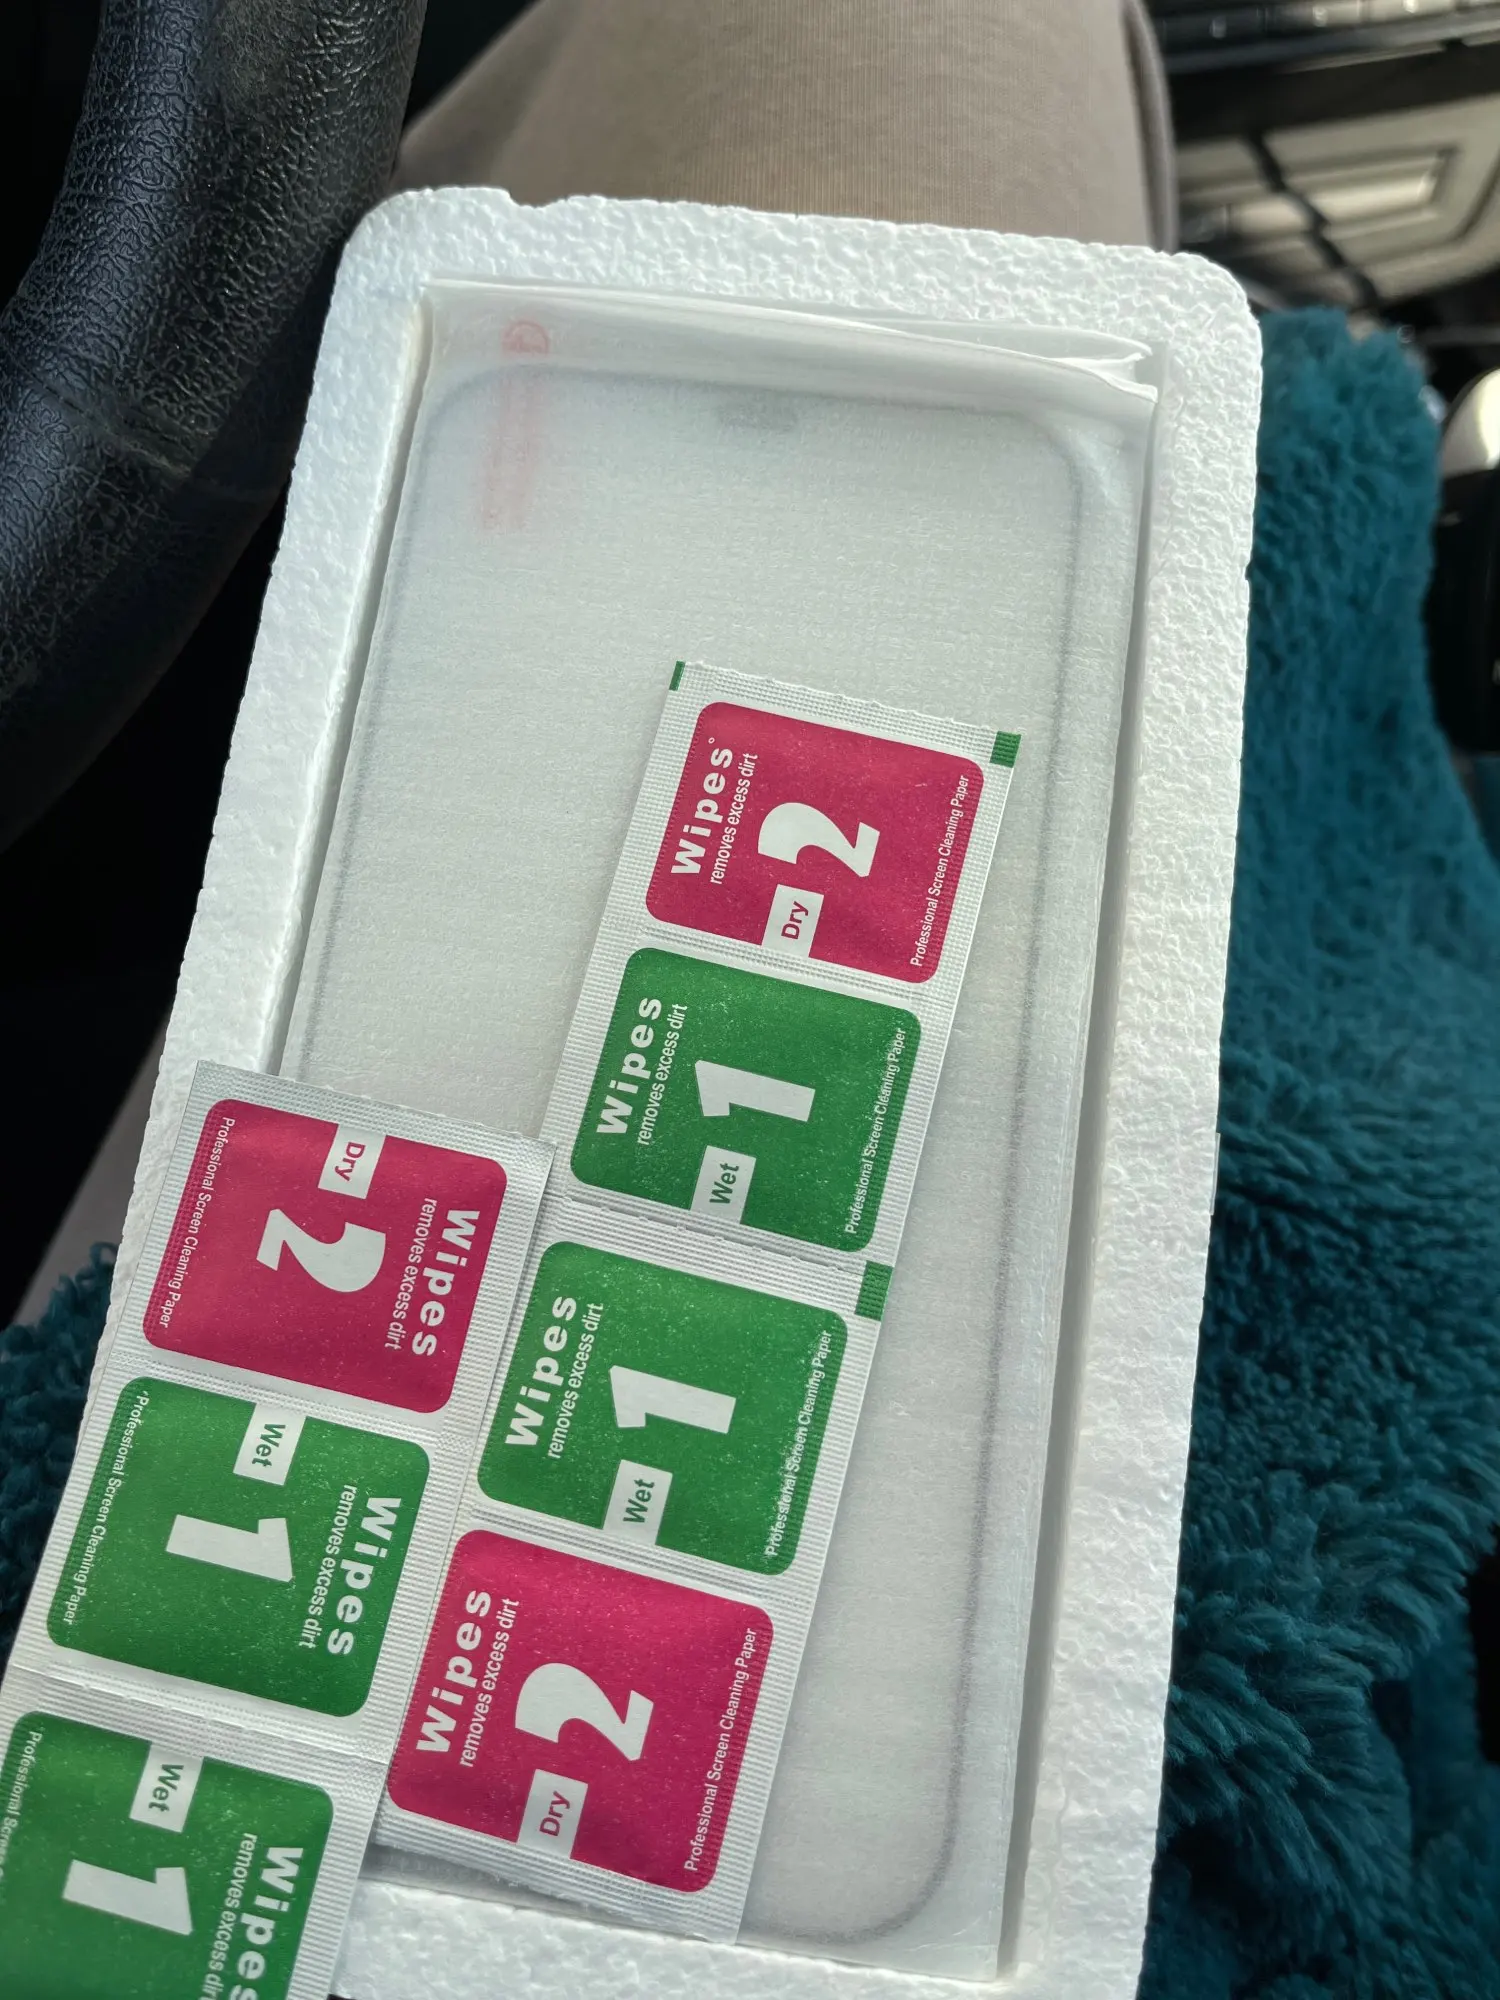 Wipes
removes excess dirt
2
Dry
Professional Screen Cleaning Paper
Wipes
removes excess dirt
1
Wet
Professional Screen Cleaning Paper
Wipes
removes excess dirt
1
Wet
Professional Screen Cleaning Paper
Wipes
removes excess dirt
2
Dry
Professional Screen Cleaning Paper
Wipes
removes excess dirt
2
Dry
Professional Screen Cleaning Paper
Wipes
removes excess dirt
1
Wet
Professional Screen Cleaning Paper
Wipes
removes excess dirt
1
Wet
Professional